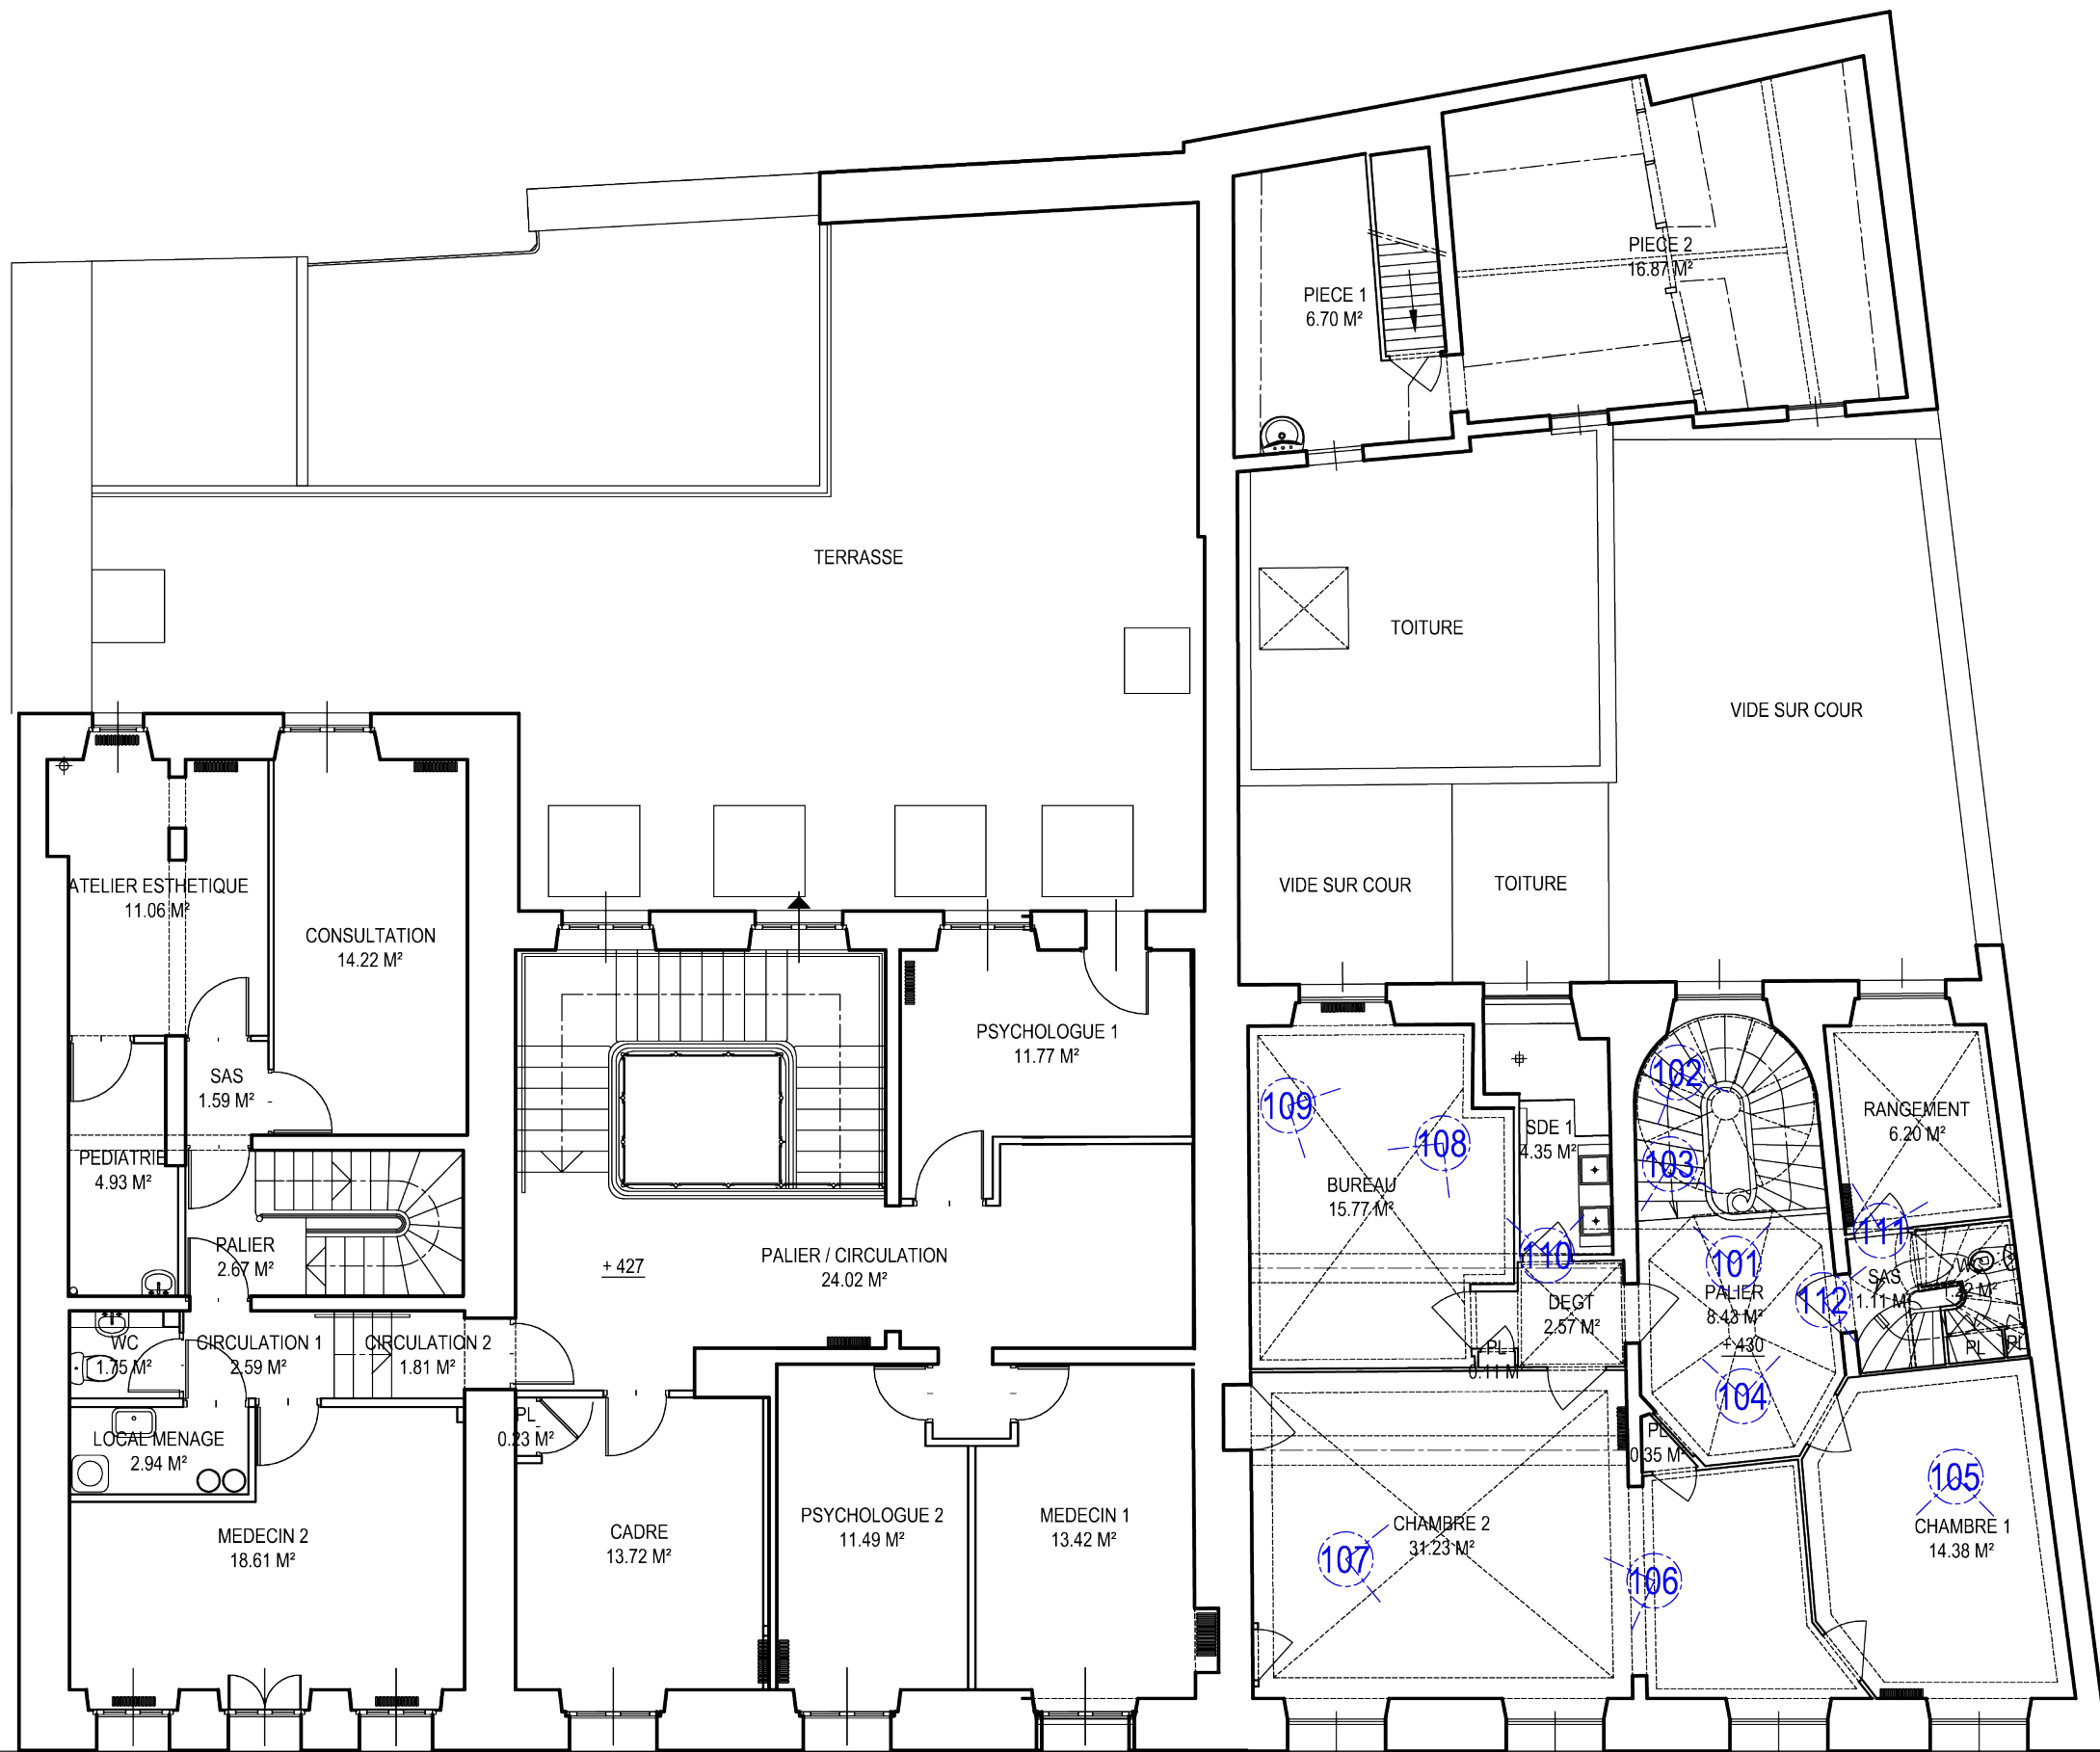 PIECE 2
16.87 M²
PIECE 1
6.70 M²
TERRASSE
TOITURE
VIDE SUR COUR
VIDE SUR COUR
TOITURE
ATELIER ESTHETIQUE
11.06 M²
CONSULTATION
14.22 M²
PSYCHOLOGUE 1
11.77 M²
SAS
1.59 M²
PEDIATRIE
4.93 M²
PALIER
2.67 M²
+ 427
PALIER / CIRCULATION
24.02 M²
WC
1.75 M²
CIRCULATION 1
2.59 M²
CIRCULATION 2
1.81 M²
PL
0.23 M²
LOCAL MENAGE
2.94 M²
MEDECIN 2
18.61 M²
CADRE
13.72 M²
PSYCHOLOGUE 2
11.49 M²
MEDECIN 1
13.42 M²
102
109
108
103
SDE 1
4.35 M²
RANGEMENT
6.20 M²
BUREAU
15.77 M²
110
101
111
PALIER
8.43 M²
+ 430
112
SAS
1.11 M²
WC
1.22 M²
DEGT
2.57 M²
PL
0.11 M²
PL
PL
104
PL
0.35 M²
105
CHAMBRE 1
14.38 M²
CHAMBRE 2
31.23 M²
107
106